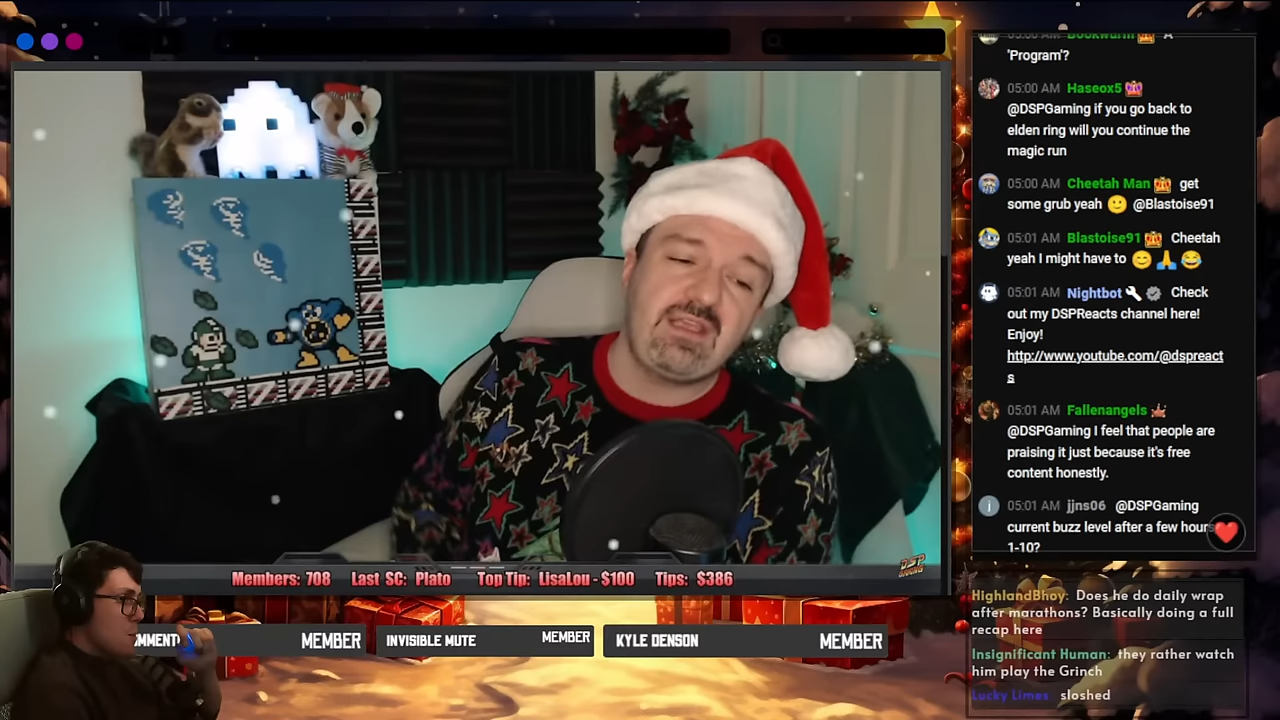 05:00 AM Bookwurm A
'Program'?
05:00 AM Haseox5
@DSPGaming if you go back to
elden ring will you continue the
magic run
05:00 AM Cheetah Man get
some grub yeah 🙂 @Blastoise91
05:01 AM Blastoise91 Cheetah
yeah I might have to 😊 🙏 😂
05:01 AM Nightbot Check
out my DSPReacts channel here!
Enjoy!
http://www.youtube.com/@dspreact
s
05:01 AM Fallenangels
@DSPGaming I feel that people are
praising it just because it's free
content honestly.
j 05:01 AM jjns06 @DSPGaming
current buzz level after a few hours
1-10?
DSP
GAMING
Members: 708 Last SC: Plato Top Tip: LisaLou - $100 Tips: $386
MEMBER INVISIBLE MUTE MEMBER KYLE DENSON MEMBER
HighlandBhoy: Does he do daily wrap
after marathons? Basically doing a full
recap here
Insignificant Human: they rather watch
him play the Grinch
Lucky Limes sloshed